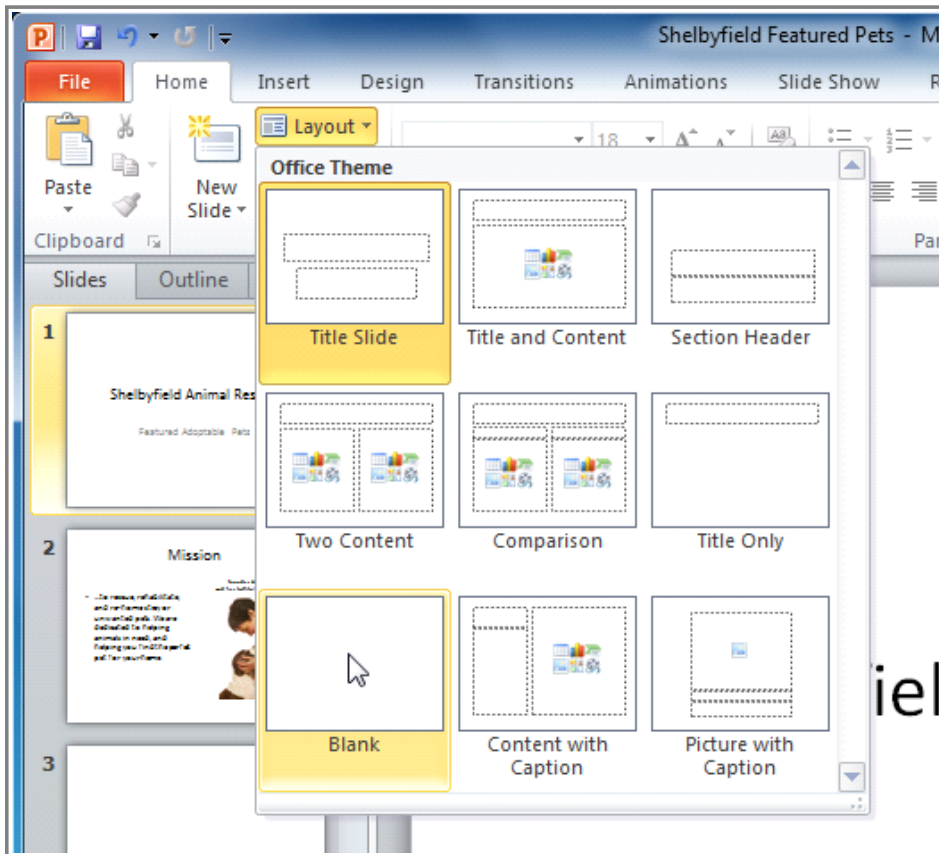 Shelbyfield Featured Pets - M
File Home Insert Design Transitions Animations Slide Show
Layout
18
Paste
New
Slide
Clipboard
Office Theme
Title Slide
Title and Content
Section Header
Two Content
Comparison
Title Only
Blank
Content with
Caption
Picture with
Caption
Slides Outline
1
Shelbyfield Animal Res
Featured Adoptable Pets
2
Mission
3
iel